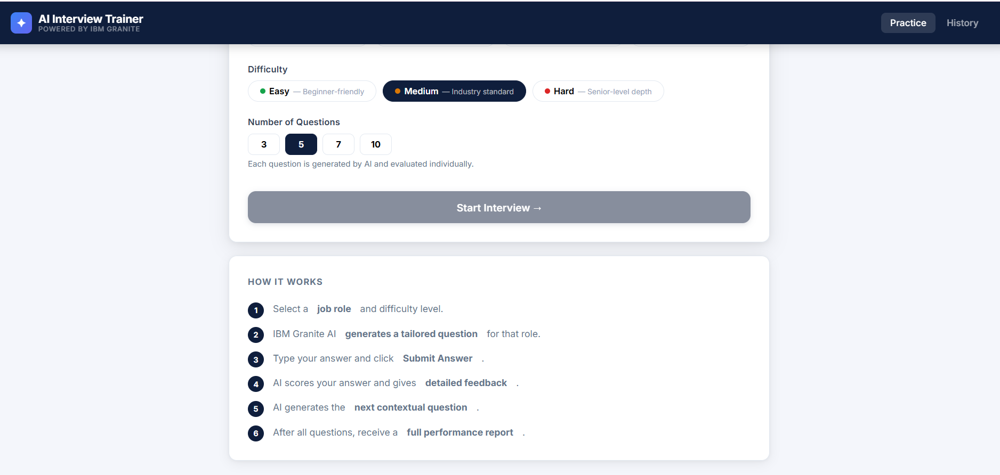 AI Interview Trainer
POWERED BY IBM GRANITE
Practice
History
Difficulty
Easy — Beginner-friendly
Medium — Industry standard
Hard — Senior-level depth
Number of Questions
3
5
7
10
Each question is generated by AI and evaluated individually.
Start Interview →
HOW IT WORKS
1 Select a job role and difficulty level.
2 IBM Granite AI generates a tailored question for that role.
3 Type your answer and click Submit Answer .
4 AI scores your answer and gives detailed feedback .
5 AI generates the next contextual question .
6 After all questions, receive a full performance report .